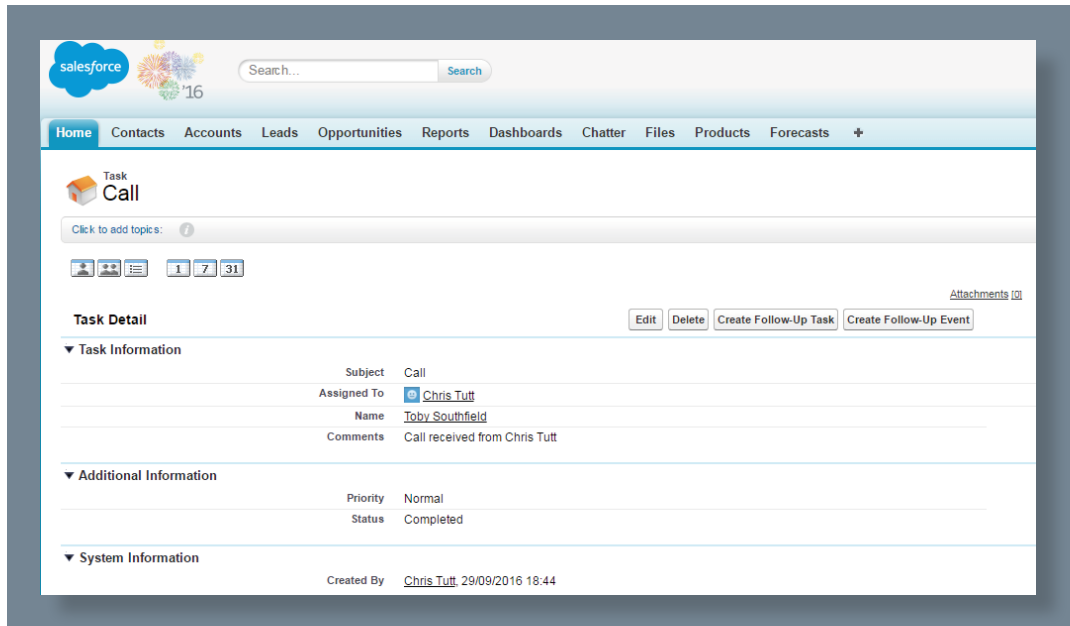 salesforce
'16
Search...
Search
Home Contacts Accounts Leads Opportunities Reports Dashboards Chatter Files Products Forecasts +
Task
Call
Click to add topics: i
1 7 31
Attachments [0]
Task Detail Edit Delete Create Follow-Up Task Create Follow-Up Event
Task Information
Subject Call
Assigned To Chris Tutt
Name Toby Southfield
Comments Call received from Chris Tutt
Additional Information
Priority Normal
Status Completed
System Information
Created By Chris Tutt, 29/09/2016 18:44